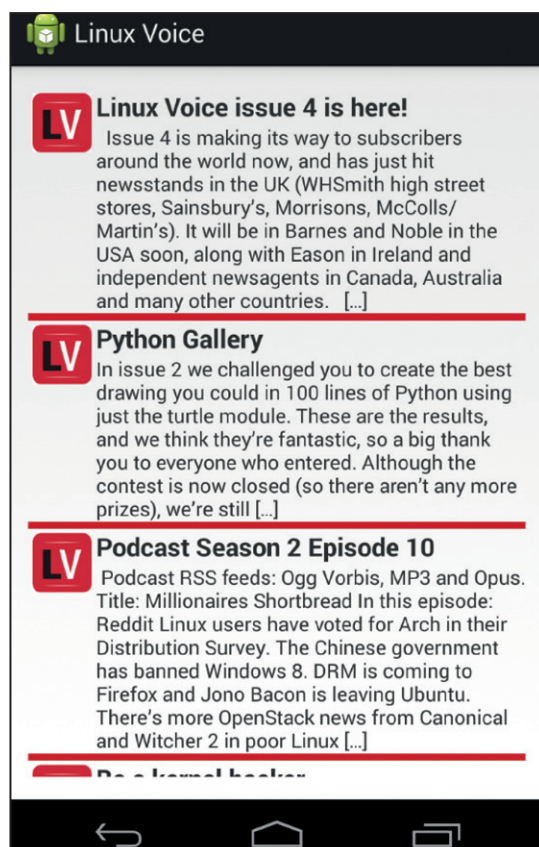 Linux Voice
LV
Linux Voice issue 4 is here!
Issue 4 is making its way to subscribers
around the world now, and has just hit
newsstands in the UK (WHSmith high street
stores, Sainsbury's, Morrisons, McColls/
Martin's). It will be in Barnes and Noble in the
USA soon, along with Eason in Ireland and
independent newsagents in Canada, Australia
and many other countries. [...]
LV
Python Gallery
In issue 2 we challenged you to create the best
drawing you could in 100 lines of Python using
just the turtle module. These are the results,
and we think they're fantastic, so a big thank
you to everyone who entered. Although the
contest is now closed (so there aren't any more
prizes), we're still [...]
LV
Podcast Season 2 Episode 10
Podcast RSS feeds: Ogg Vorbis, MP3 and Opus.
Title: Millionaires Shortbread In this episode:
Reddit Linux users have voted for Arch in their
Distribution Survey. The Chinese government
has banned Windows 8. DRM is coming to
Firefox and Jono Bacon is leaving Ubuntu.
There's more OpenStack news from Canonical
and Witcher 2 in poor Linux [...]
Be a kernel hacker